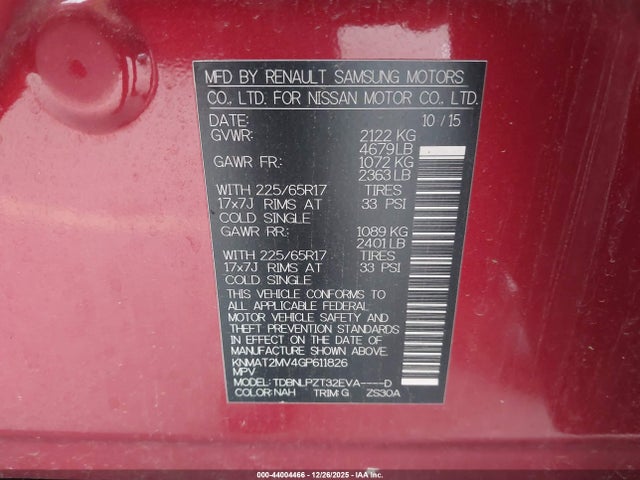 MFD BY RENAULT SAMSUNG MOTORS
CO., LTD. FOR NISSAN MOTOR CO., LTD.
DATE: 10/15
GVWR: 2122 KG
4679LB
GAWR FR: 1072 KG
2363LB
WITH 225/65R17 TIRES
17x7J RIMS AT 33 PSI
COLD SINGLE
GAWR RR: 1089 KG
2401LB
WITH 225/65R17 TIRES
17x7J RIMS AT 33 PSI
COLD SINGLE
THIS VEHICLE CONFORMS TO
ALL APPLICABLE FEDERAL
MOTOR VEHICLE SAFETY AND
THEFT PREVENTION STANDARDS
IN EFFECT ON THE DATE OF
MANUFACTURE SHOWN ABOVE.
KNMAT2MV4GP611826
MPV
MODEL: TDBNLPZT32EVA----D
COLOR: NAH TRIM: G ZS30A
000-44004466 - 12/26/2025 - IAA Inc.